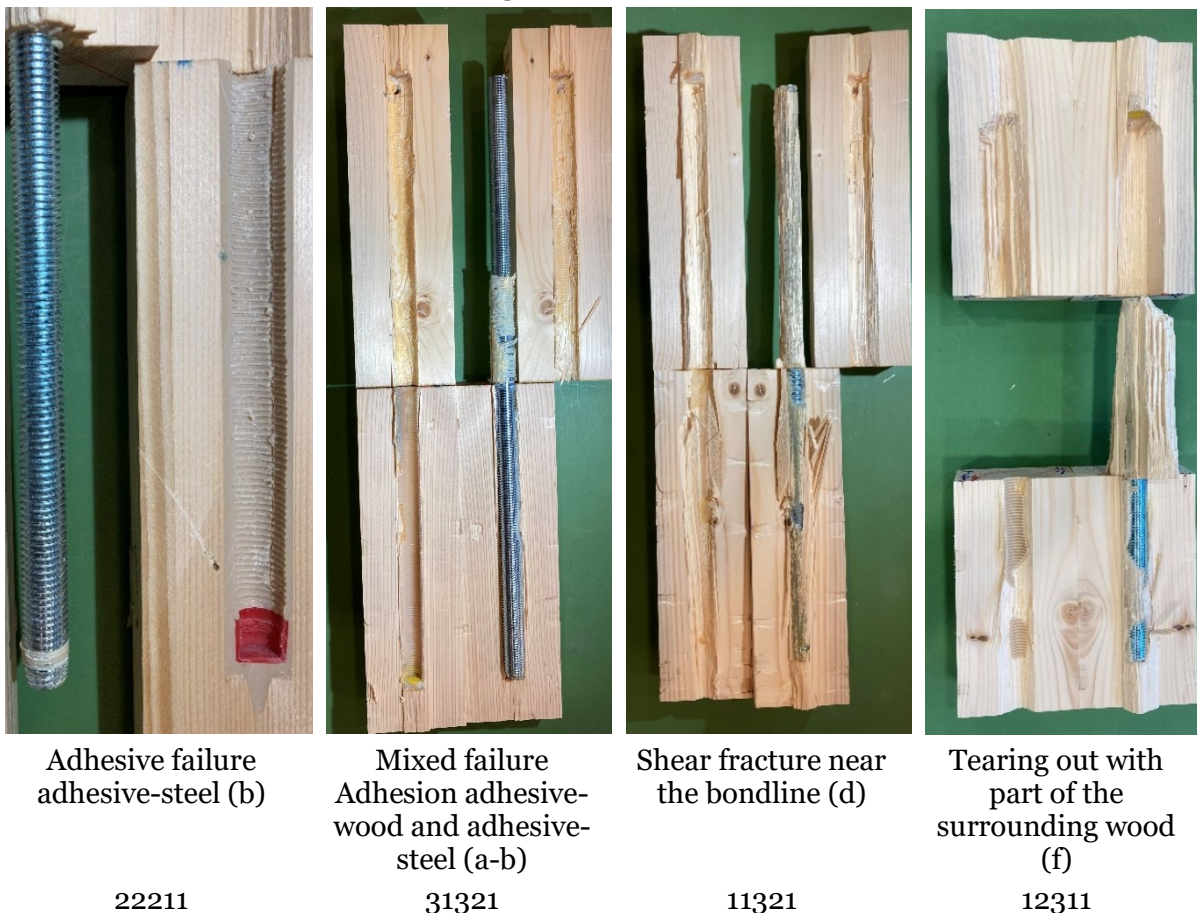 Adhesive failure
adhesive-steel (b)
Mixed failure
Adhesion adhesive-
wood and adhesive-
steel (a-b)
Shear fracture near
the bondline (d)
Tearing out with
part of the
surrounding wood
(f)
22211
31321
11321
12311